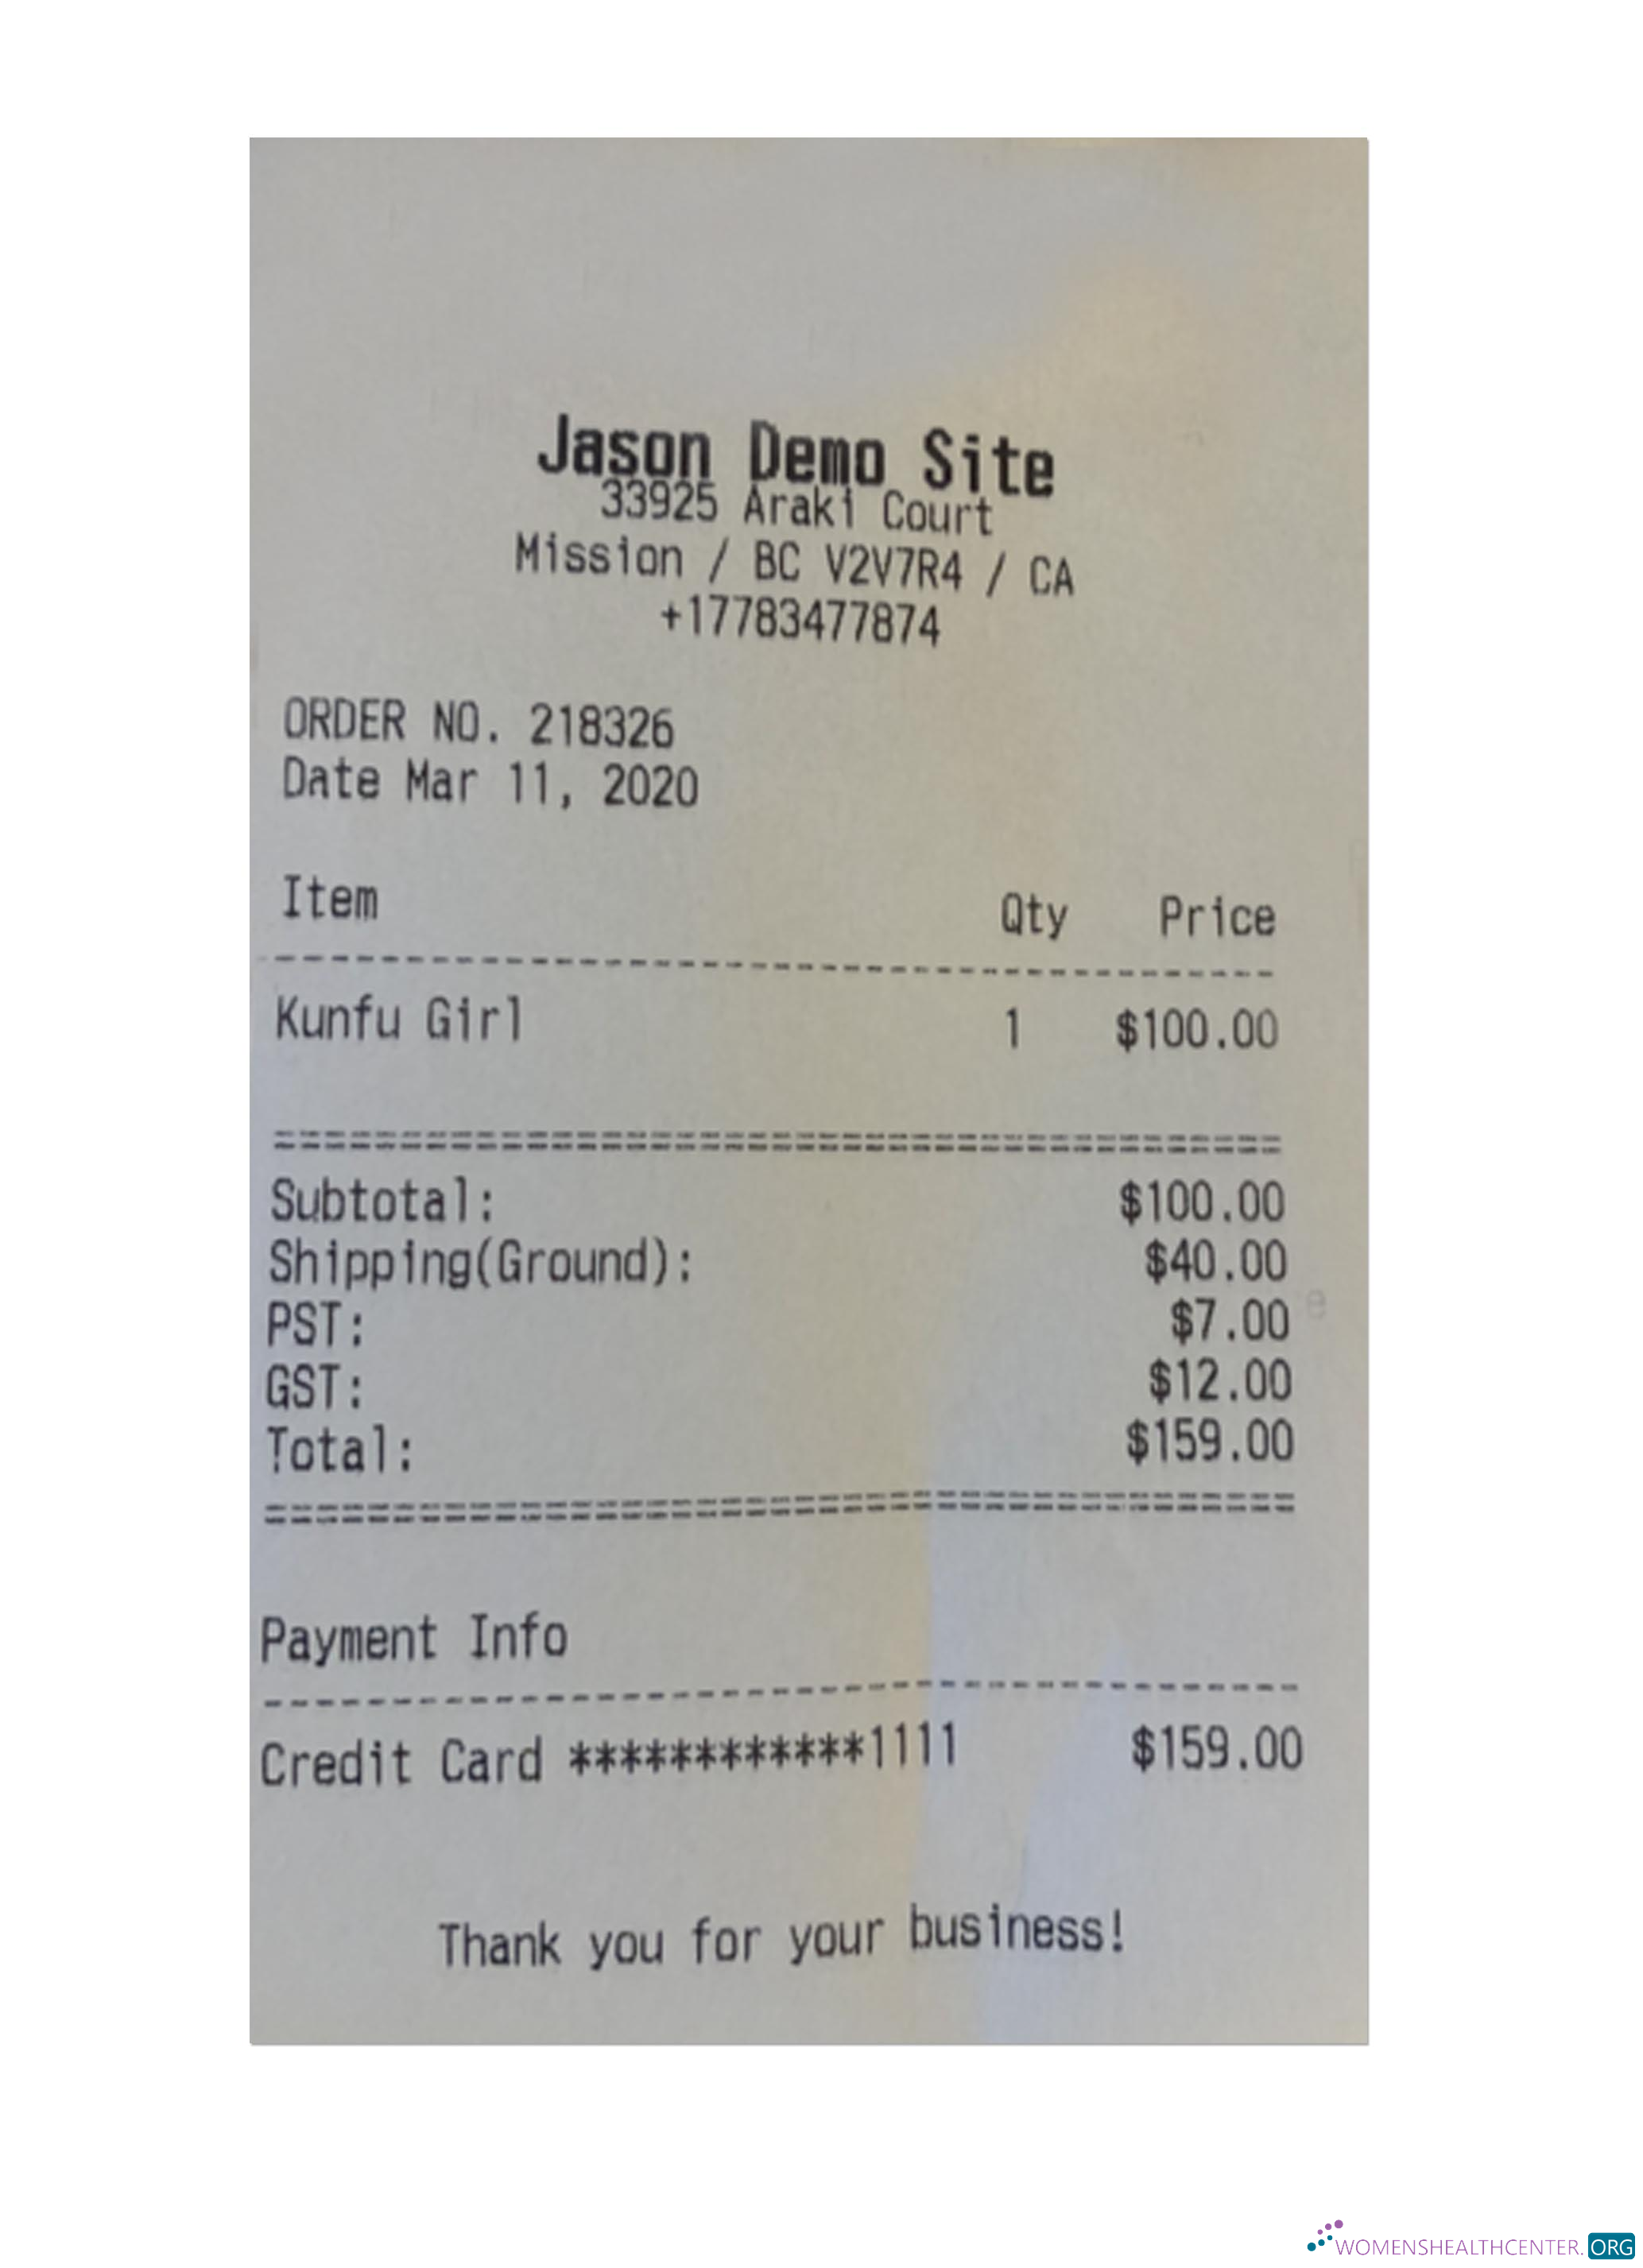 Jason Demo Site
33925 Araki Court
Mission / BC V2V7R4 / CA
+17783477874
ORDER NO. 218326
Date Mar 11, 2020
Item Qty Price
Kunfu Girl 1 $100.00
Subtotal: $100.00
Shipping(Ground): $40.00
PST: $7.00
GST: $12.00
Total: $159.00
Payment Info
Credit Card ************1111 $159.00
Thank you for your business!
WOMENSHEALTHCENTER.ORG